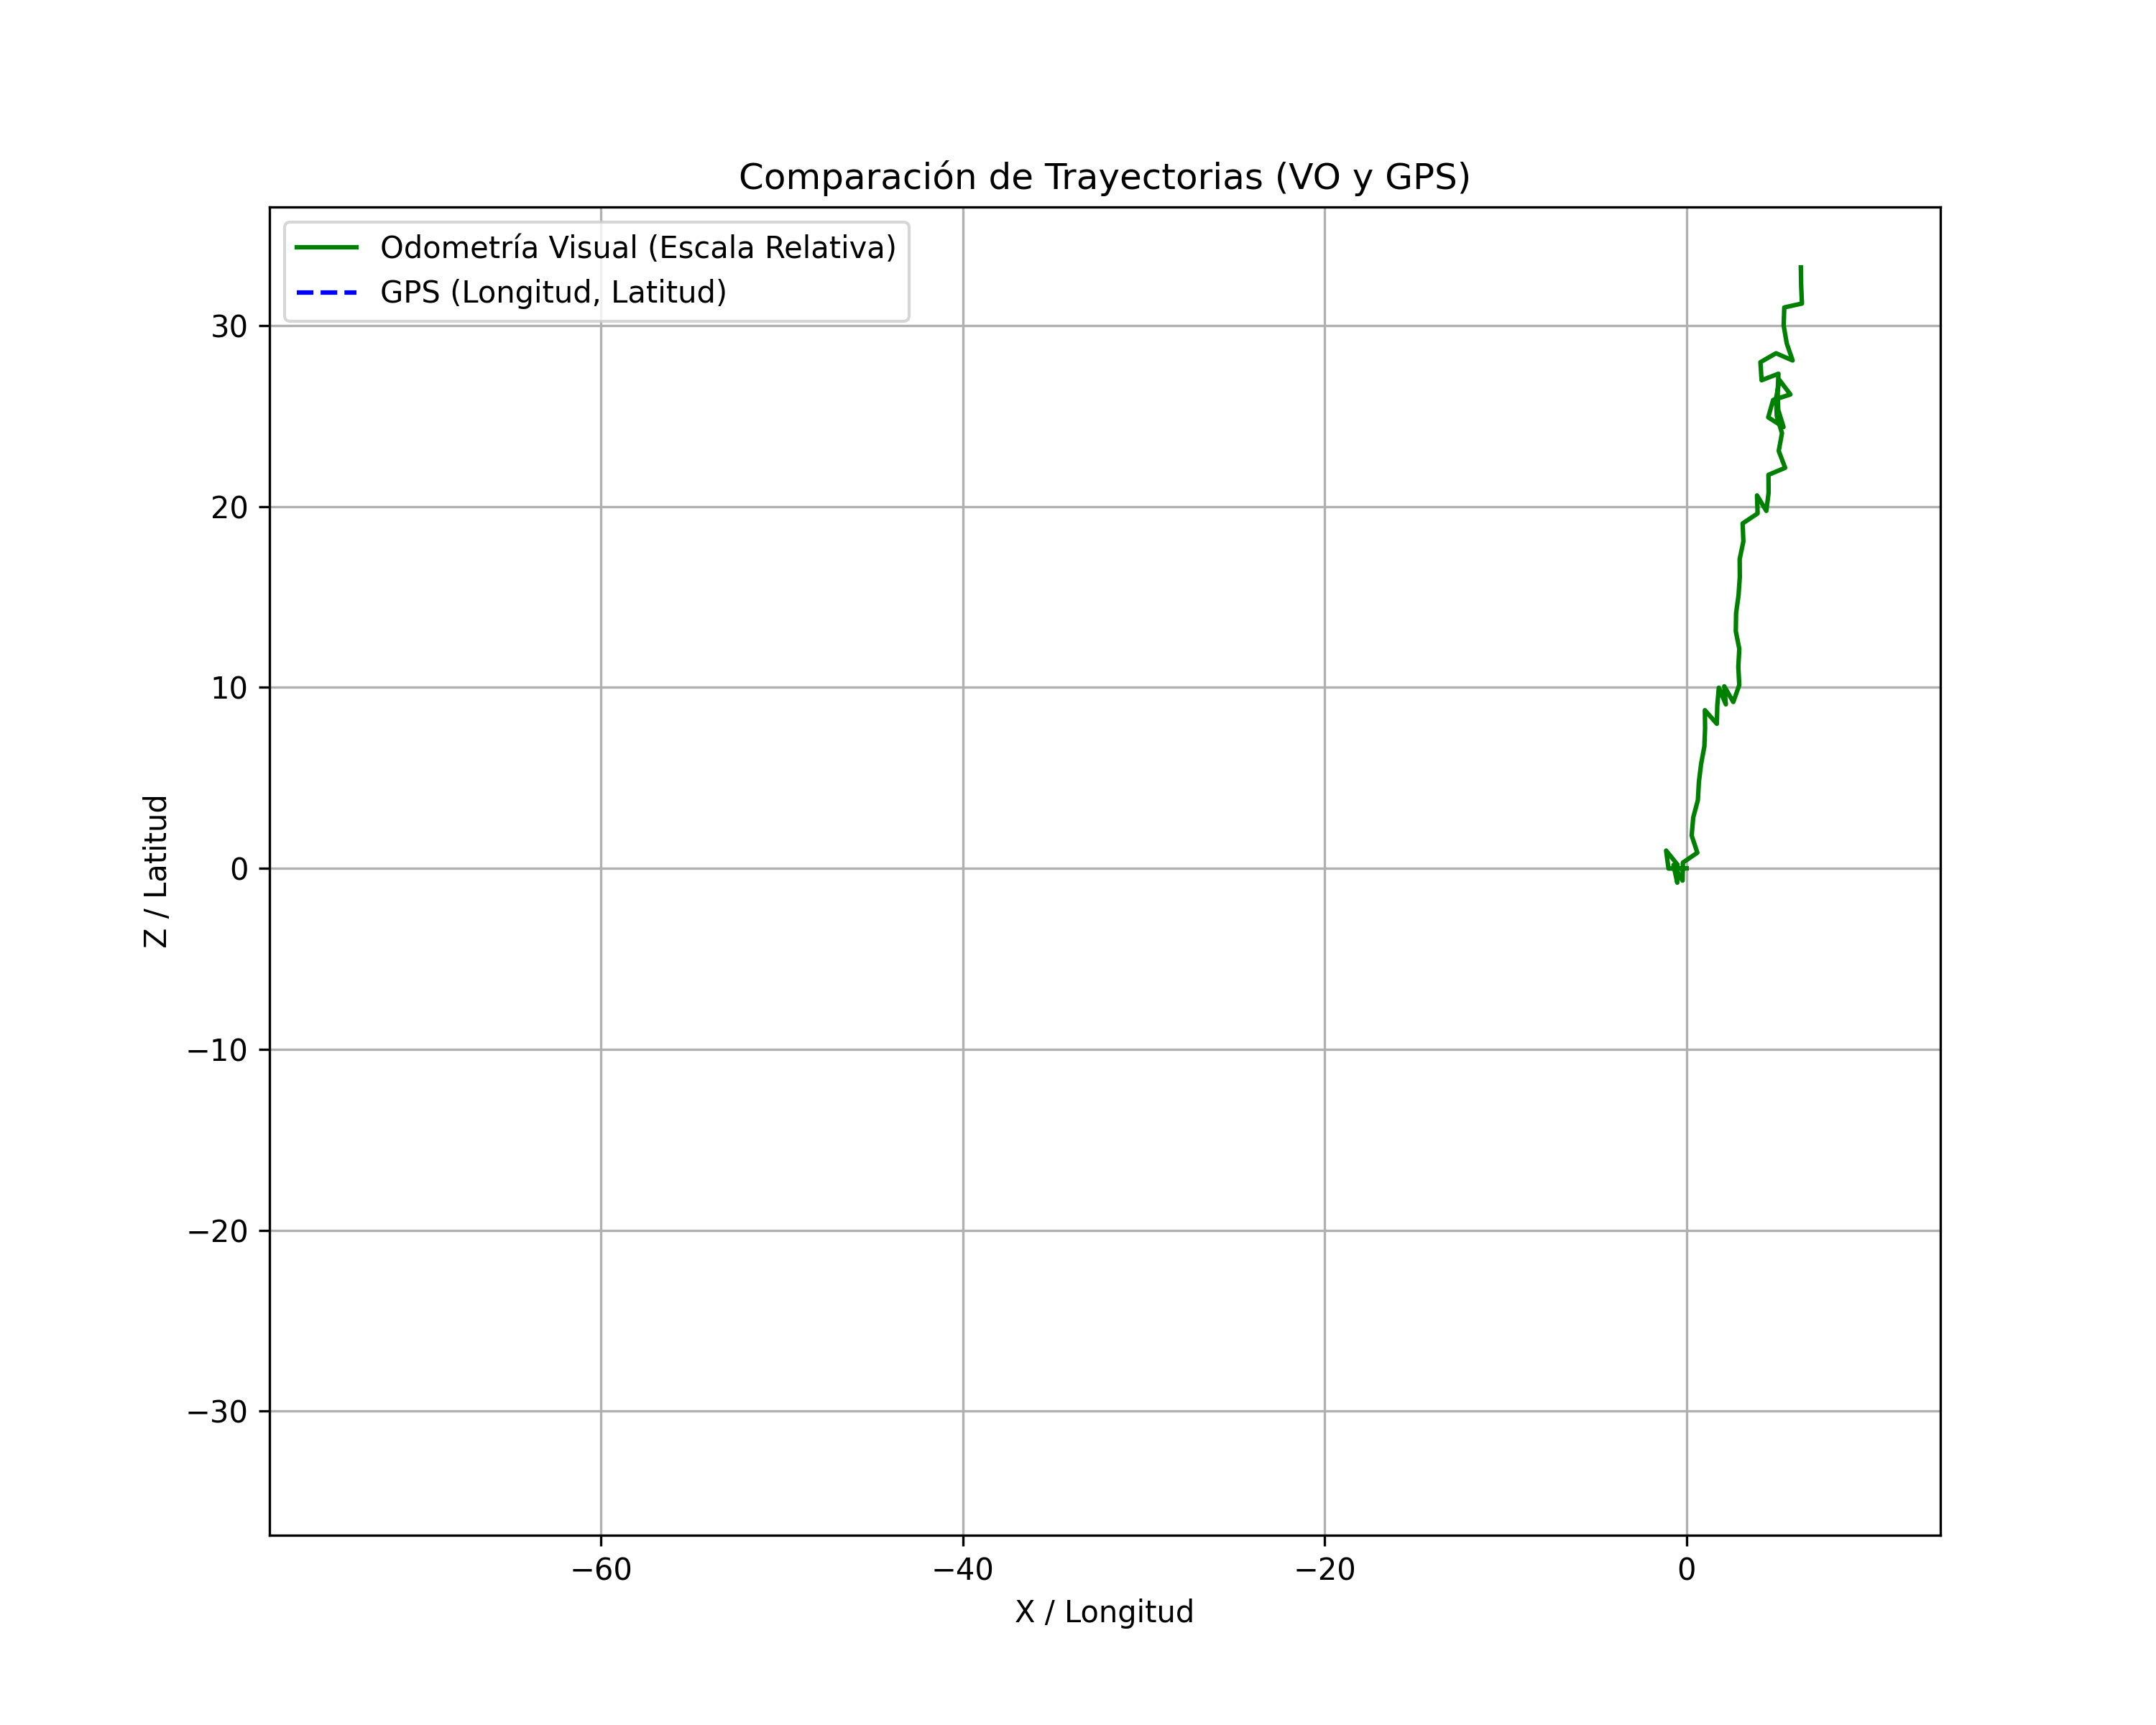 Comparación de Trayectorias (VO y GPS)
Odometría Visual (Escala Relativa)
GPS (Longitud, Latitud)
30
20
10
0
−10
−20
−30
Z / Latitud
−60
−40
−20
0
X / Longitud